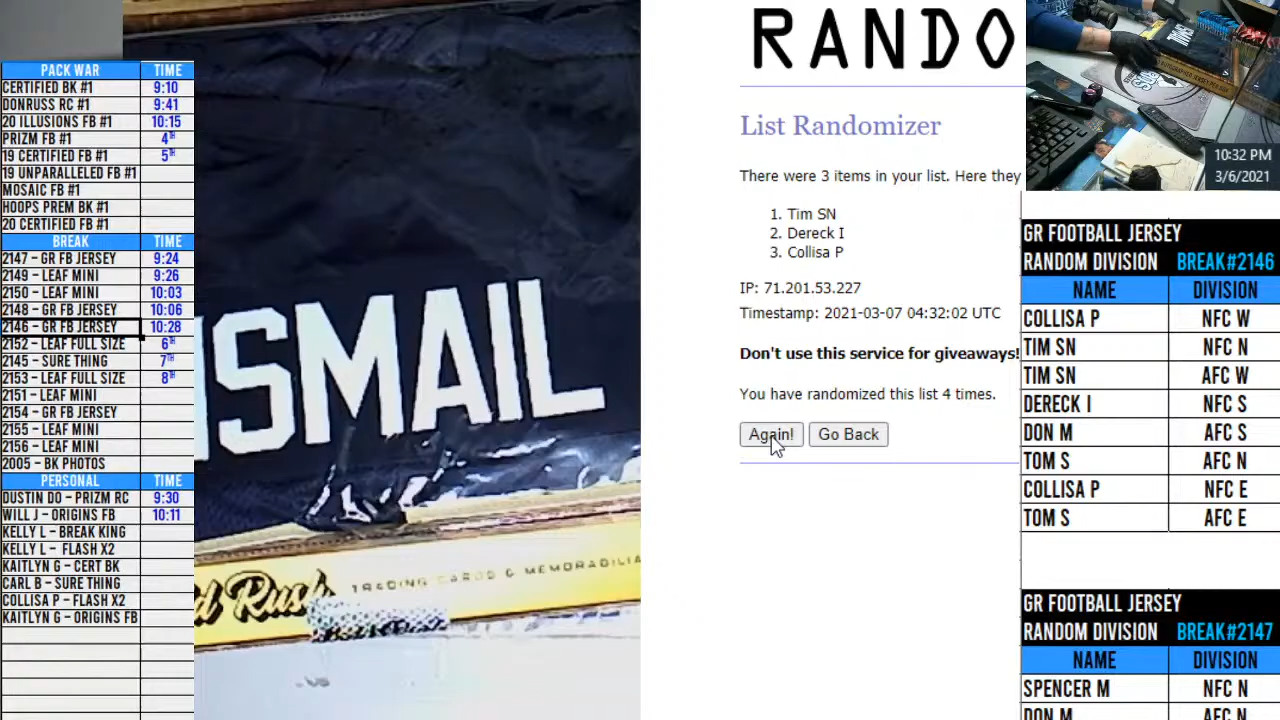 PACK WAR TIME
CERTIFIED BK #1 9:10
DONRUSS RC #1 9:41
20 ILLUSIONS FB #1 10:15
PRIZM FB #1 4TH
19 CERTIFIED FB #1 5TH
19 UNPARALLELED FB #1
MOSAIC FB #1
HOOPS PREM BK #1
20 CERTIFIED FB #1
BREAK TIME
2147 - GR FB JERSEY 9:24
2149 - LEAF MINI 9:26
2150 - LEAF MINI 10:03
2148 - GR FB JERSEY 10:06
2146 - GR FB JERSEY 10:28
2152 - LEAF FULL SIZE 6TH
2145 - SURE THING 7TH
2153 - LEAF FULL SIZE 8TH
2151 - LEAF MINI
2154 - GR FB JERSEY
2155 - LEAF MINI
2156 - LEAF MINI
2005 - BK PHOTOS
PERSONAL TIME
DUSTIN DO - PRIZM RC 9:30
WILL J - ORIGINS FB 10:11
KELLY L - BREAK KING
KELLY L - FLASH X2
KAITLYN G - CERT BK
CARL B - SURE THING
COLLISA P - FLASH X2
KAITLYN G - ORIGINS FB
ISMAIL
d Rush TRADING CARDS & MEMORABILIA
RANDO
List Randomizer
There were 3 items in your list. Here they
1. Tim SN
2. Dereck I
3. Collisa P
IP: 71.201.53.227
Timestamp: 2021-03-07 04:32:02 UTC
Don't use this service for giveaways!
You have randomized this list 4 times.
Again! Go Back
10:32 PM
3/6/2021
GR FOOTBALL JERSEY
RANDOM DIVISION BREAK#2146
NAME DIVISION
COLLISA P NFC W
TIM SN NFC N
TIM SN AFC W
DERECK I NFC S
DON M AFC S
TOM S AFC N
COLLISA P NFC E
TOM S AFC E
GR FOOTBALL JERSEY
RANDOM DIVISION BREAK#2147
NAME DIVISION
SPENCER M NFC N
DON M AFC N